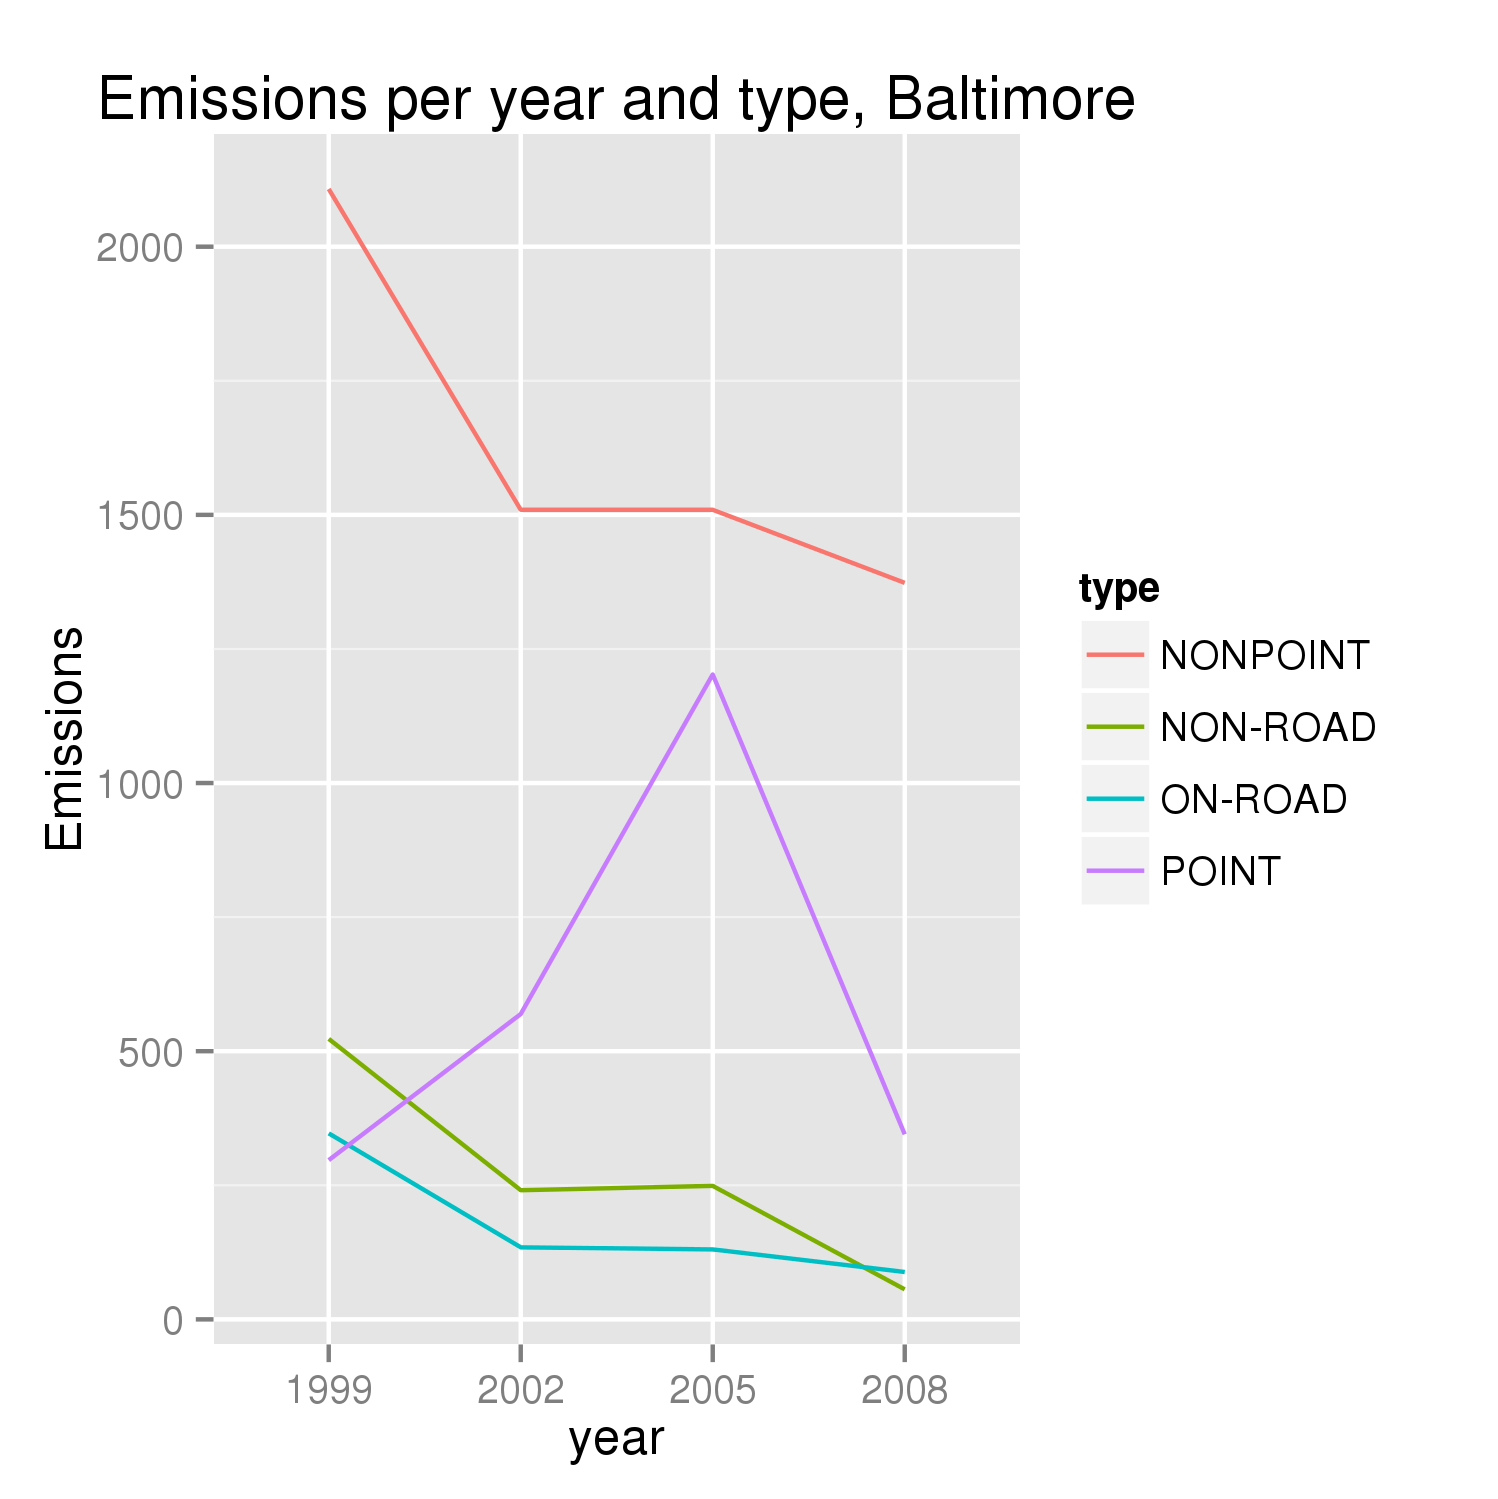 Emissions per year and type, Baltimore
Emissions
2000
1500
1000
500
0
1999 2002 2005 2008
year
type
NONPOINT
NON-ROAD
ON-ROAD
POINT